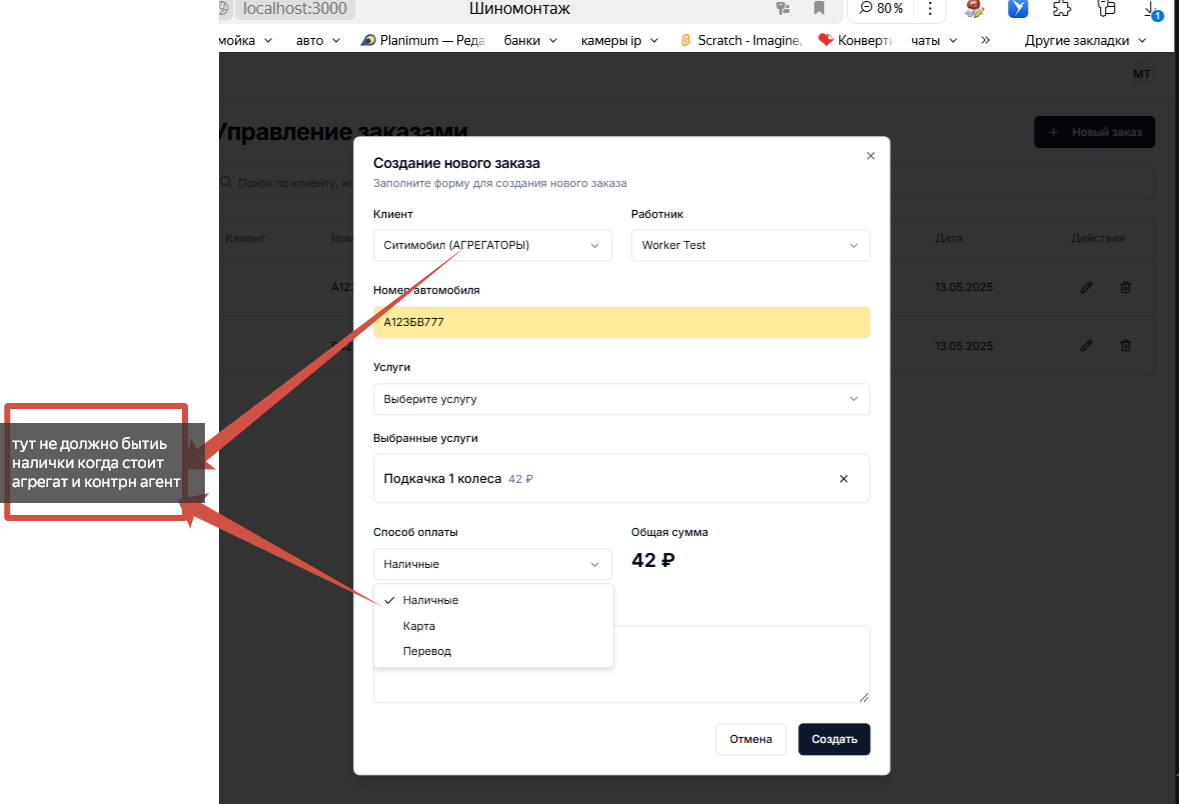 localhost:3000
Шиномонтаж
80 %
1
мойка
авто
Planimum — Реда
банки
камеры ip
Scratch - Imagine,
Конверти
чаты
»
Другие закладки
МТ
Управление заказами
+ Новый заказ
Поиск по клиенту, но
Клиент
Ном
Дата
Действия
А123
13.05.2025
13.05.2025
Создание нового заказа
Заполните форму для создания нового заказа
Клиент
Работник
Ситимобил (АГРЕГАТОРЫ)
Worker Test
Номер автомобиля
А123БВ777
Услуги
Выберите услугу
Выбранные услуги
Подкачка 1 колеса 42 ₽
Способ оплаты
Общая сумма
Наличные
42 ₽
Наличные
Карта
Перевод
Отмена
Создать
тут не должно бытиь
налички когда стоит
агрегат и контрн агент